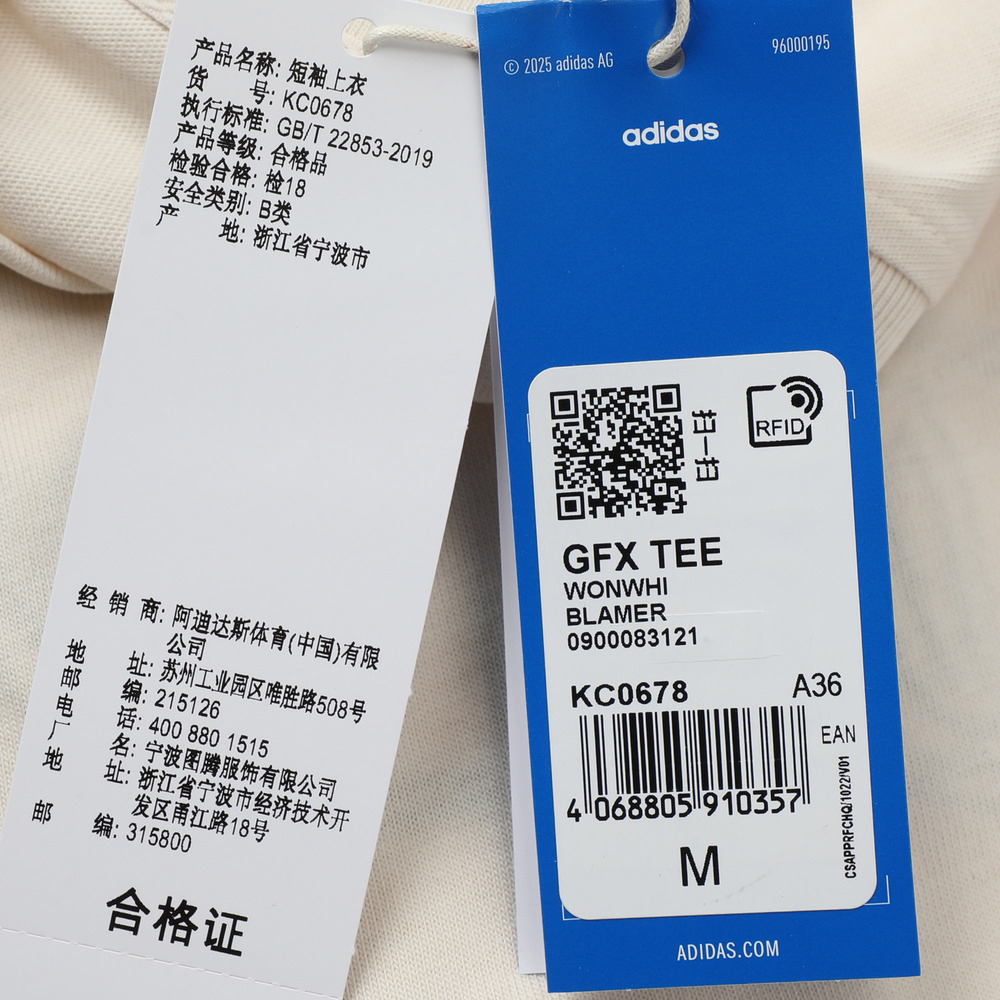 产品名称: 短袖上衣
货 号: KC0678
执行标准: GB/T 22853-2019
产品等级: 合格品
检验合格: 检18
安全类别: B类
产 地: 浙江省宁波市
经 销 商: 阿迪达斯体育(中国)有限
公司
地 址: 苏州工业园区唯胜路508号
邮 编: 215126
电 话: 400 880 1515
厂 名: 宁波图腾服饰有限公司
地 址: 浙江省宁波市经济技术开
发区甬江路18号
邮 编: 315800
合格证
© 2025 adidas AG
96000195
adidas
扫一扫
RFID
GFX TEE
WONWHI
BLAMER
0900083121
KC0678 A36
EAN
4 068805 910357
CSAPPRFCHQ/1022/V01
M
ADIDAS.COM